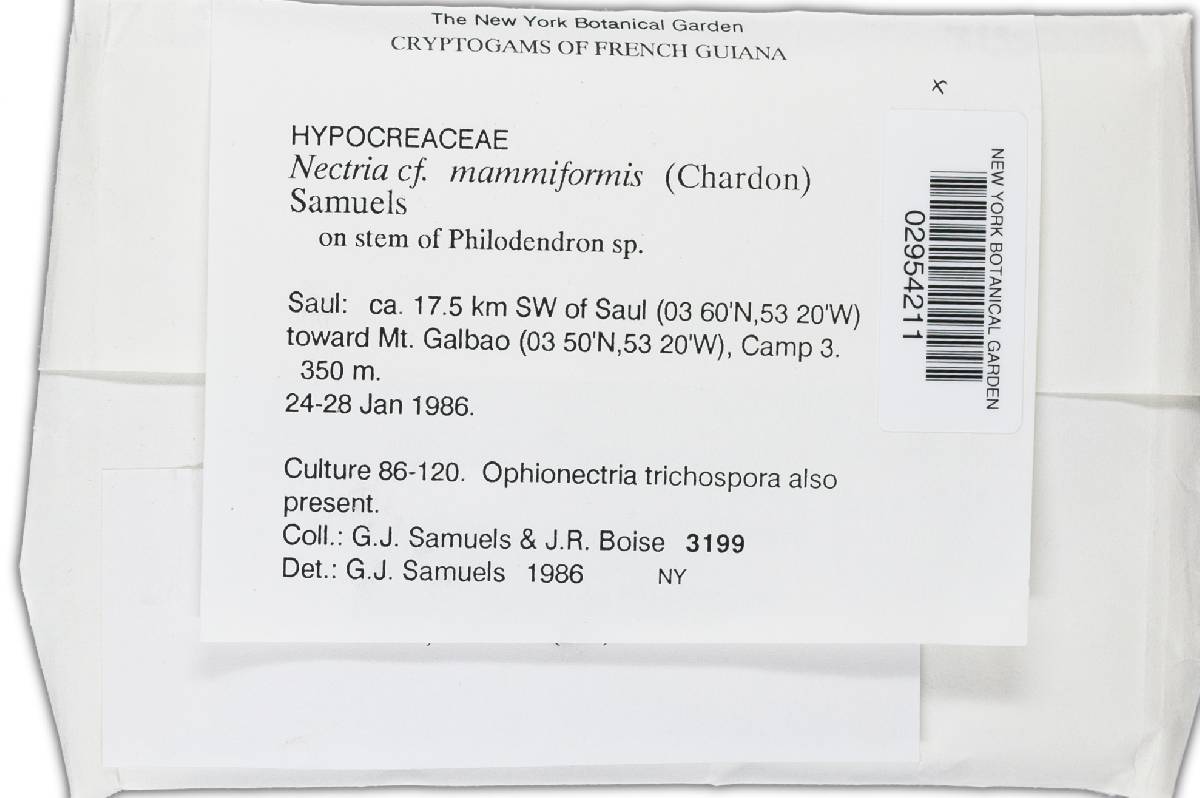 The New York Botanical Garden
CRYPTOGAMS OF FRENCH GUIANA
x
HYPOCREACEAE
Nectria cf. mammiformis (Chardon)
Samuels
on stem of Philodendron sp.
Saul: ca. 17.5 km SW of Saul (03 60'N,53 20'W)
toward Mt. Galbao (03 50'N,53 20'W), Camp 3.
350 m.
24-28 Jan 1986.
Culture 86-120. Ophionectria trichospora also
present.
Coll.: G.J. Samuels & J.R. Boise 3199
Det.: G.J. Samuels 1986 NY
NEW YORK BOTANICAL GARDEN
02954211